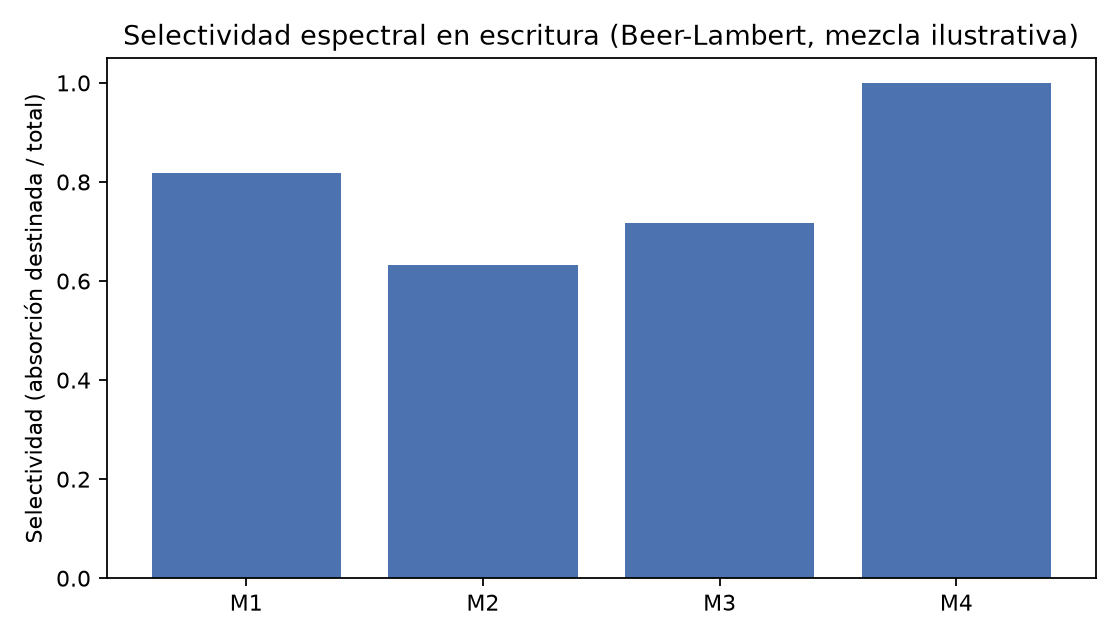 Selectividad espectral en escritura (Beer-Lambert, mezcla ilustrativa)
Selectividad (absorción destinada / total)
1.0
0.8
0.6
0.4
0.2
0.0
M1 M2 M3 M4